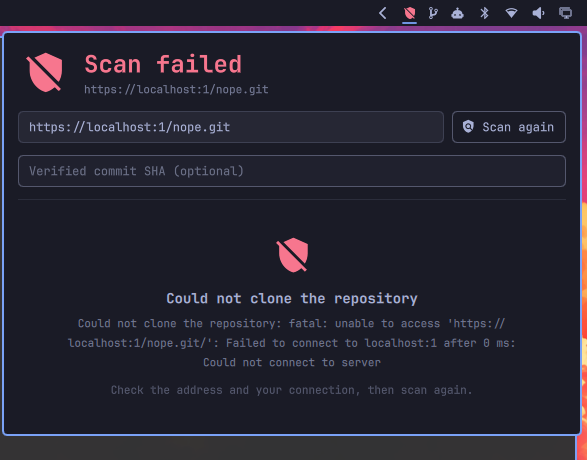 Scan failed
https://localhost:1/nope.git
https://localhost:1/nope.git
Scan again
Verified commit SHA (optional)
Could not clone the repository
Could not clone the repository: fatal: unable to access 'https://
localhost:1/nope.git/': Failed to connect to localhost:1 after 0 ms:
Could not connect to server
Check the address and your connection, then scan again.